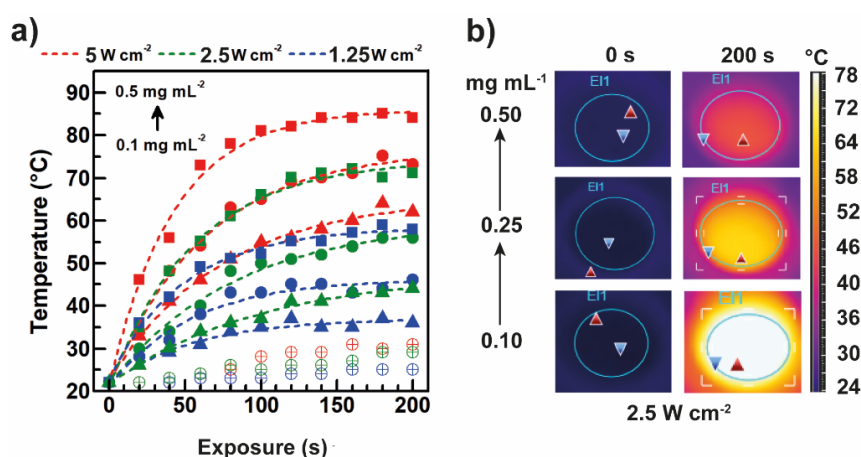 a)
5 W cm-2 2.5W cm-2 1.25W cm-2
0.5 mg mL-2
0.1 mg mL-2
90
80
70
60
50
40
30
20
Temperature (°C)
0 50 100 150 200
Exposure (s)
b)
0 s 200 s °C
mg mL-1
0.50
0.25
0.10
El1 El1
El1 El1
El1 El1
2.5 W cm-2
78
72
64
58
52
46
42
36
30
24